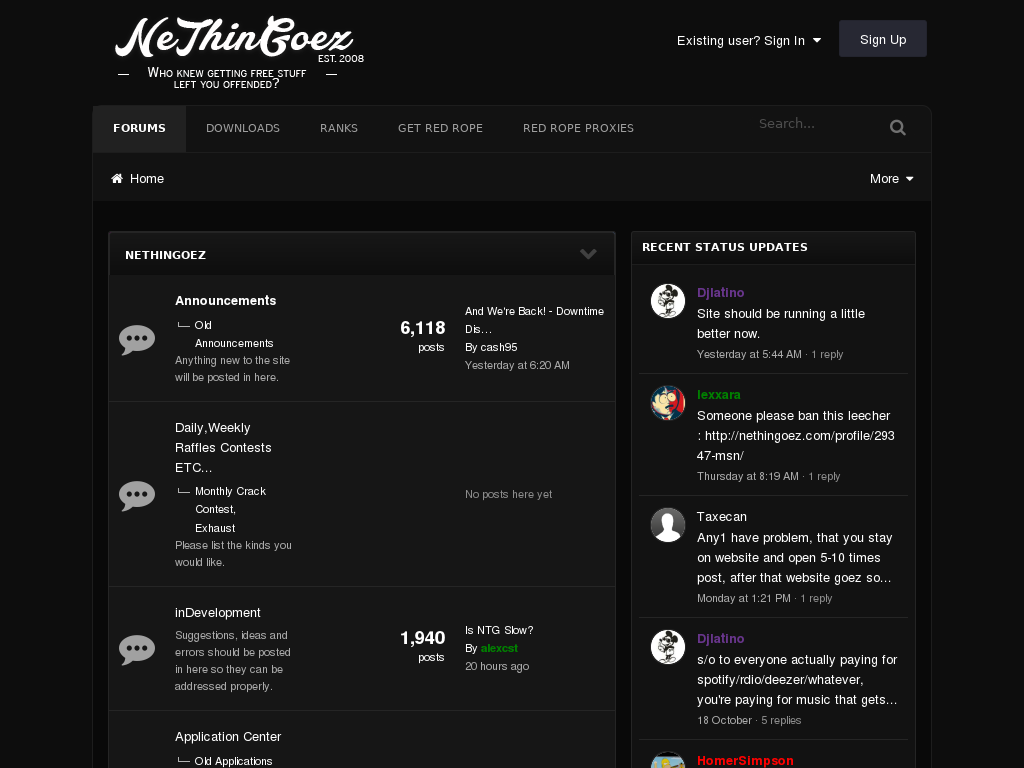 NeThinGoez
EST. 2008
— Who knew getting free stuff —
left you offended?
Existing user? Sign In
Sign Up
FORUMS
DOWNLOADS
RANKS
GET RED ROPE
RED ROPE PROXIES
Search...
Home
More
NETHINGOEZ
Announcements
Old
Announcements
Anything new to the site
will be posted in here.
6,118
posts
And We're Back! - Downtime
Dis...
By cash95
Yesterday at 6:20 AM
Daily,Weekly
Raffles Contests
ETC...
Monthly Crack
Contest,
Exhaust
Please list the kinds you
would like.
No posts here yet
inDevelopment
Suggestions, ideas and
errors should be posted
in here so they can be
addressed properly.
1,940
posts
Is NTG Slow?
By alexcst
20 hours ago
Application Center
Old Applications
RECENT STATUS UPDATES
Djlatino
Site should be running a little
better now.
Yesterday at 5:44 AM · 1 reply
lexxara
Someone please ban this leecher
: http://nethingoez.com/profile/293
47-msn/
Thursday at 8:19 AM · 1 reply
Taxecan
Any1 have problem, that you stay
on website and open 5-10 times
post, after that website goez so...
Monday at 1:21 PM · 1 reply
Djlatino
s/o to everyone actually paying for
spotify/rdio/deezer/whatever,
you're paying for music that gets...
18 October · 5 replies
HomerSimpson